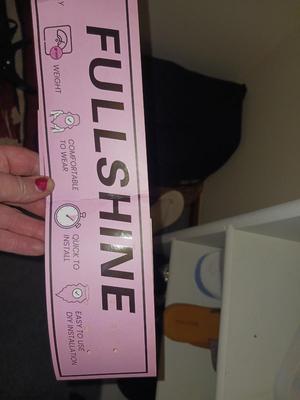 FULLSHINE
Y
WEIGHT
COMFORTABLE
TO WEAR
QUICK TO
INSTALL
EASY TO USE
DIY INSTALLATION